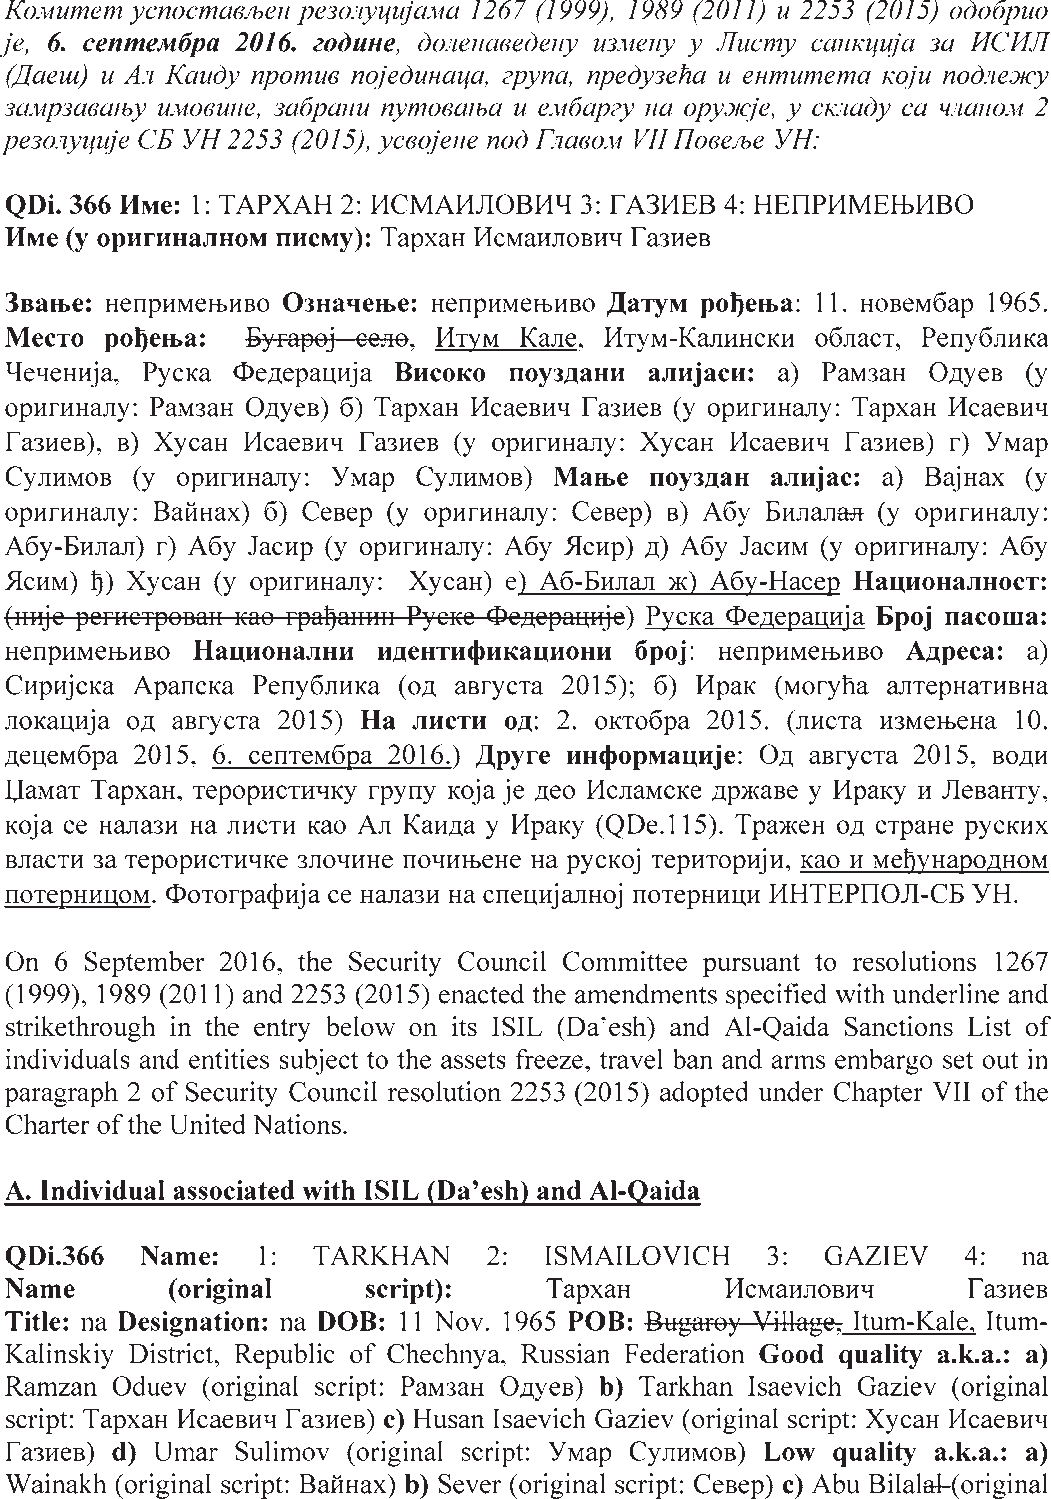 Комитет успостављен резолуцијама 1267 (1999), 1989 (2011) и 2253 (2015) одобрио
је, 6. септембра 2016. године, доленаведену измену у Листу санкција за ИСИЛ
(Даеш) и Ал Каиду против појединаца, група, предузећа и ентитета који подлежу
замрзавању имовине, забрани путовања и ембаргу на оружје, у складу са чланом 2
резолуције СБ УН 2253 (2015), усвојене под Главом VII Повеље УН:
QDi. 366 Име: 1: ТАРХАН 2: ИСМАИЛОВИЧ 3: ГАЗИЕВ 4: НЕПРИМЕЊИВО
Име (у оригиналном писму): Тархан Исмаилович Газиев
Звање: непримењиво Означење: непримењиво Датум рођења: 11. новембар 1965.
Место рођења: Бугарој село, Итум Кале, Итум-Калински област, Република
Чеченија, Руска Федерација Високо поуздани алијаси: а) Рамзан Одуев (у
оригиналу: Рамзан Одуев) б) Тархан Исаевич Газиев (у оригиналу: Тархан Исаевич
Газиев), в) Хусан Исаевич Газиев (у оригиналу: Хусан Исаевич Газиев) г) Умар
Сулимов (у оригиналу: Умар Сулимов) Мање поуздан алијас: а) Вајнах (у
оригиналу: Вайнах) б) Север (у оригиналу: Север) в) Абу Билалал (у оригиналу:
Абу-Билал) г) Абу Јасир (у оригиналу: Абу Ясир) д) Абу Јасим (у оригиналу: Абу
Ясим) ђ) Хусан (у оригиналу: Хусан) е) Аб-Билал ж) Абу-Насер Националност:
(није регистрован као грађанин Руске Федерације) Руска Федерација Број пасоша:
непримењиво Национални идентификациони број: непримењиво Адреса: а)
Сиријска Арапска Република (од августа 2015); б) Ирак (могућа алтернативна
локација од августа 2015) На листи од: 2. октобра 2015. (листа измењена 10.
децембра 2015, 6. септембра 2016.) Друге информације: Од августа 2015, води
Џамат Тархан, терористичку групу која је део Исламске државе у Ираку и Леванту,
која се налази на листи као Ал Каида у Ираку (QDe.115). Тражен од стране руских
власти за терористичке злочине почињене на руској територији, као и међународном
потерницом. Фотографија се налази на специјалној потерници ИНТЕРПОЛ-СБ УН.
On 6 September 2016, the Security Council Committee pursuant to resolutions 1267
(1999), 1989 (2011) and 2253 (2015) enacted the amendments specified with underline and
strikethrough in the entry below on its ISIL (Da'esh) and Al-Qaida Sanctions List of
individuals and entities subject to the assets freeze, travel ban and arms embargo set out in
paragraph 2 of Security Council resolution 2253 (2015) adopted under Chapter VII of the
Charter of the United Nations.
A. Individual associated with ISIL (Da’esh) and Al-Qaida
QDi.366 Name: 1: TARKHAN 2: ISMAILOVICH 3: GAZIEV 4: na
Name (original script): Тархан Исмаилович Газиев
Title: na Designation: na DOB: 11 Nov. 1965 POB: Bugaroy Village, Itum-Kale, Itum-
Kalinskiy District, Republic of Chechnya, Russian Federation Good quality a.k.a.: a)
Ramzan Oduev (original script: Рамзан Одуев) b) Tarkhan Isaevich Gaziev (original
script: Тархан Исаевич Газиев) c) Husan Isaevich Gaziev (original script: Хусан Исаевич
Газиев) d) Umar Sulimov (original script: Умар Сулимов) Low quality a.k.a.: a)
Wainakh (original script: Вайнах) b) Sever (original script: Север) c) Abu Bilalal (original